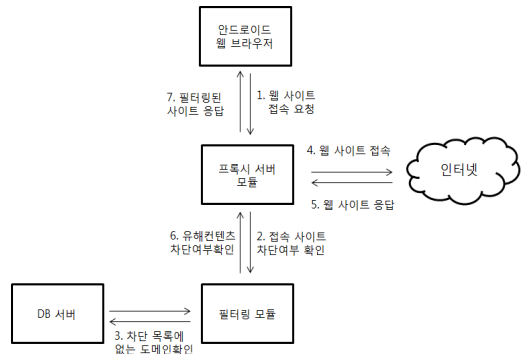 안드로이드
웹 브라우저
7. 필터링된
사이트 응답
1. 웹 사이트
접속 요청
프록시 서버
모듈
4. 웹 사이트 접속
인터넷
5. 웹 사이트 응답
6. 유해컨텐츠
차단여부확인
2. 접속 사이트
차단여부 확인
DB 서버
필터링 모듈
3. 차단 목록에
없는 도메인확인